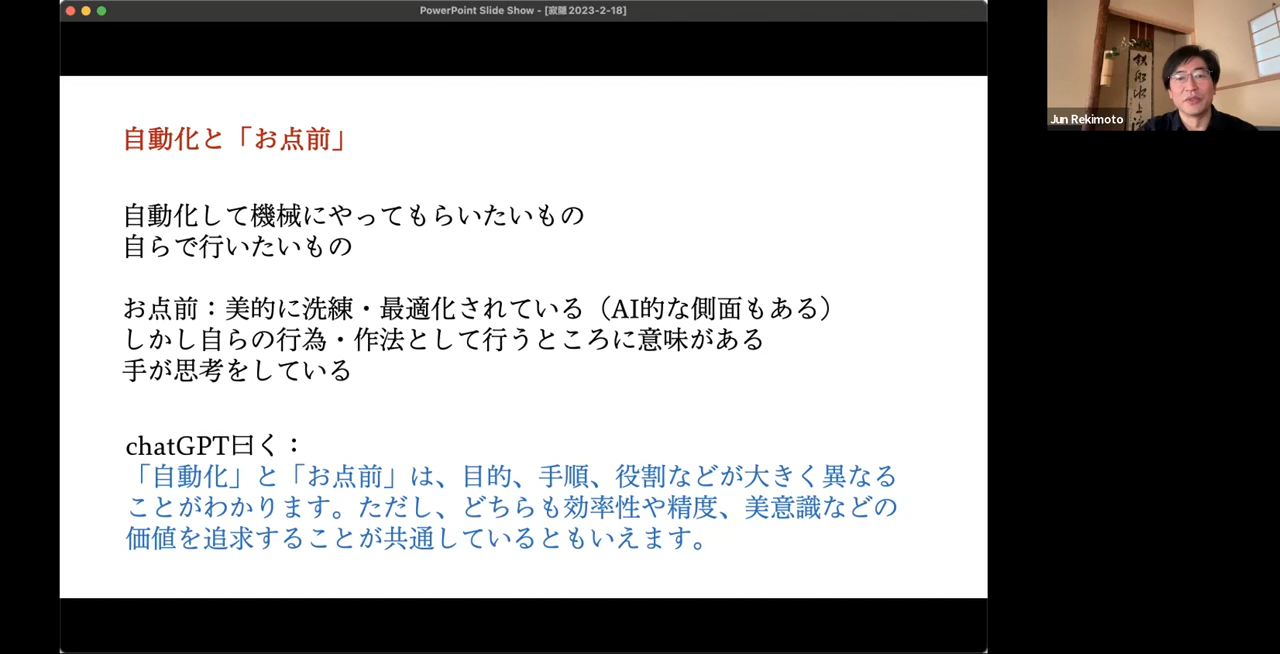 PowerPoint Slide Show - [寂隠2023-2-18]
自動化と「お点前」
自動化して機械にやってもらいたいもの
自らで行いたいもの
お点前：美的に洗練・最適化されている（AI的な側面もある）
しかし自らの行為・作法として行うところに意味がある
手が思考をしている
chatGPT曰く：
「自動化」と「お点前」は、目的、手順、役割などが大きく異なる
ことがわかります。ただし、どちらも効率性や精度、美意識などの
価値を追求することが共通しているともいえます。
Jun Rekimoto